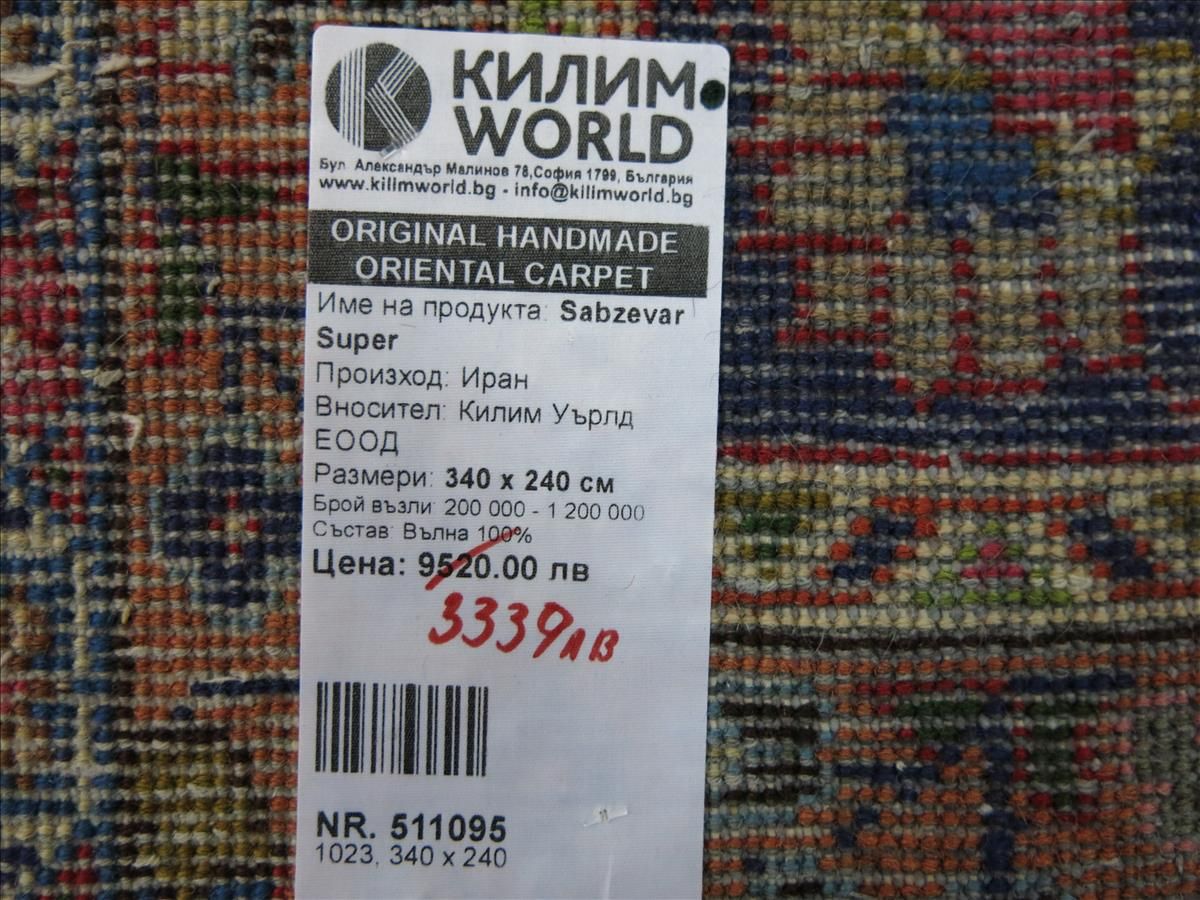 КИЛИМ
WORLD
Бул. Александър Малинов 78, София 1799, България
www.kilimworld.bg - info@kilimworld.bg
ORIGINAL HANDMADE
ORIENTAL CARPET
Име на продукта: Sabzevar
Super
Произход: Иран
Вносител: Килим Уърлд
ЕООД
Размери: 340 x 240 см
Брой възли: 200 000 - 1 200 000
Състав: Вълна 100%
Цена: 9520.00 лв
3339лв
NR. 511095
1023, 340 x 240